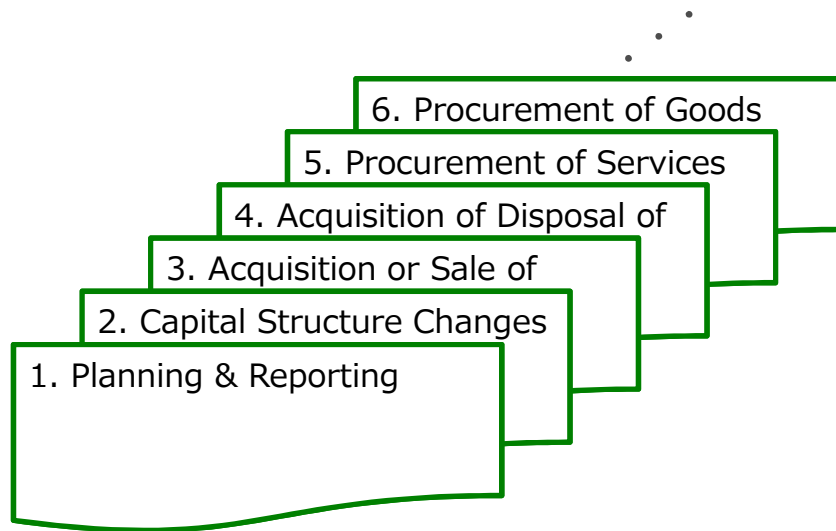 6. Procurement of Goods
5. Procurement of Services
4. Acquisition of Disposal of
3. Acquisition or Sale of
2. Capital Structure Changes
1. Planning & Reporting